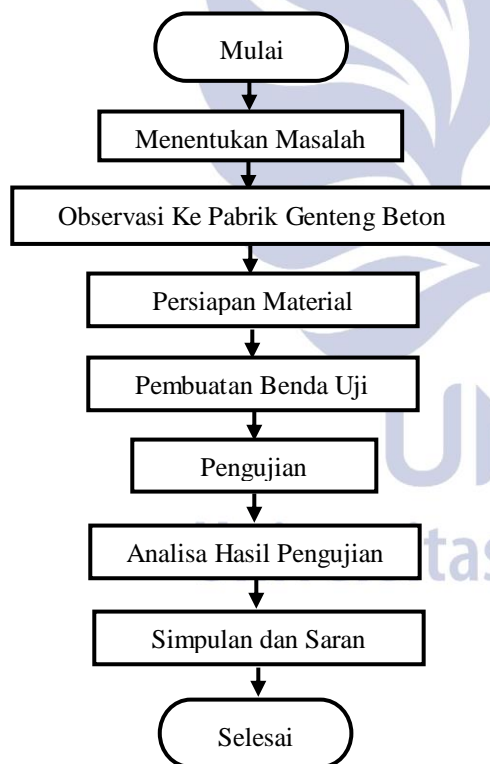 Mulai
Menentukan Masalah
Observasi Ke Pabrik Genteng Beton
Persiapan Material
Pembuatan Benda Uji
Pengujian
Analisa Hasil Pengujian
Simpulan dan Saran
Selesai